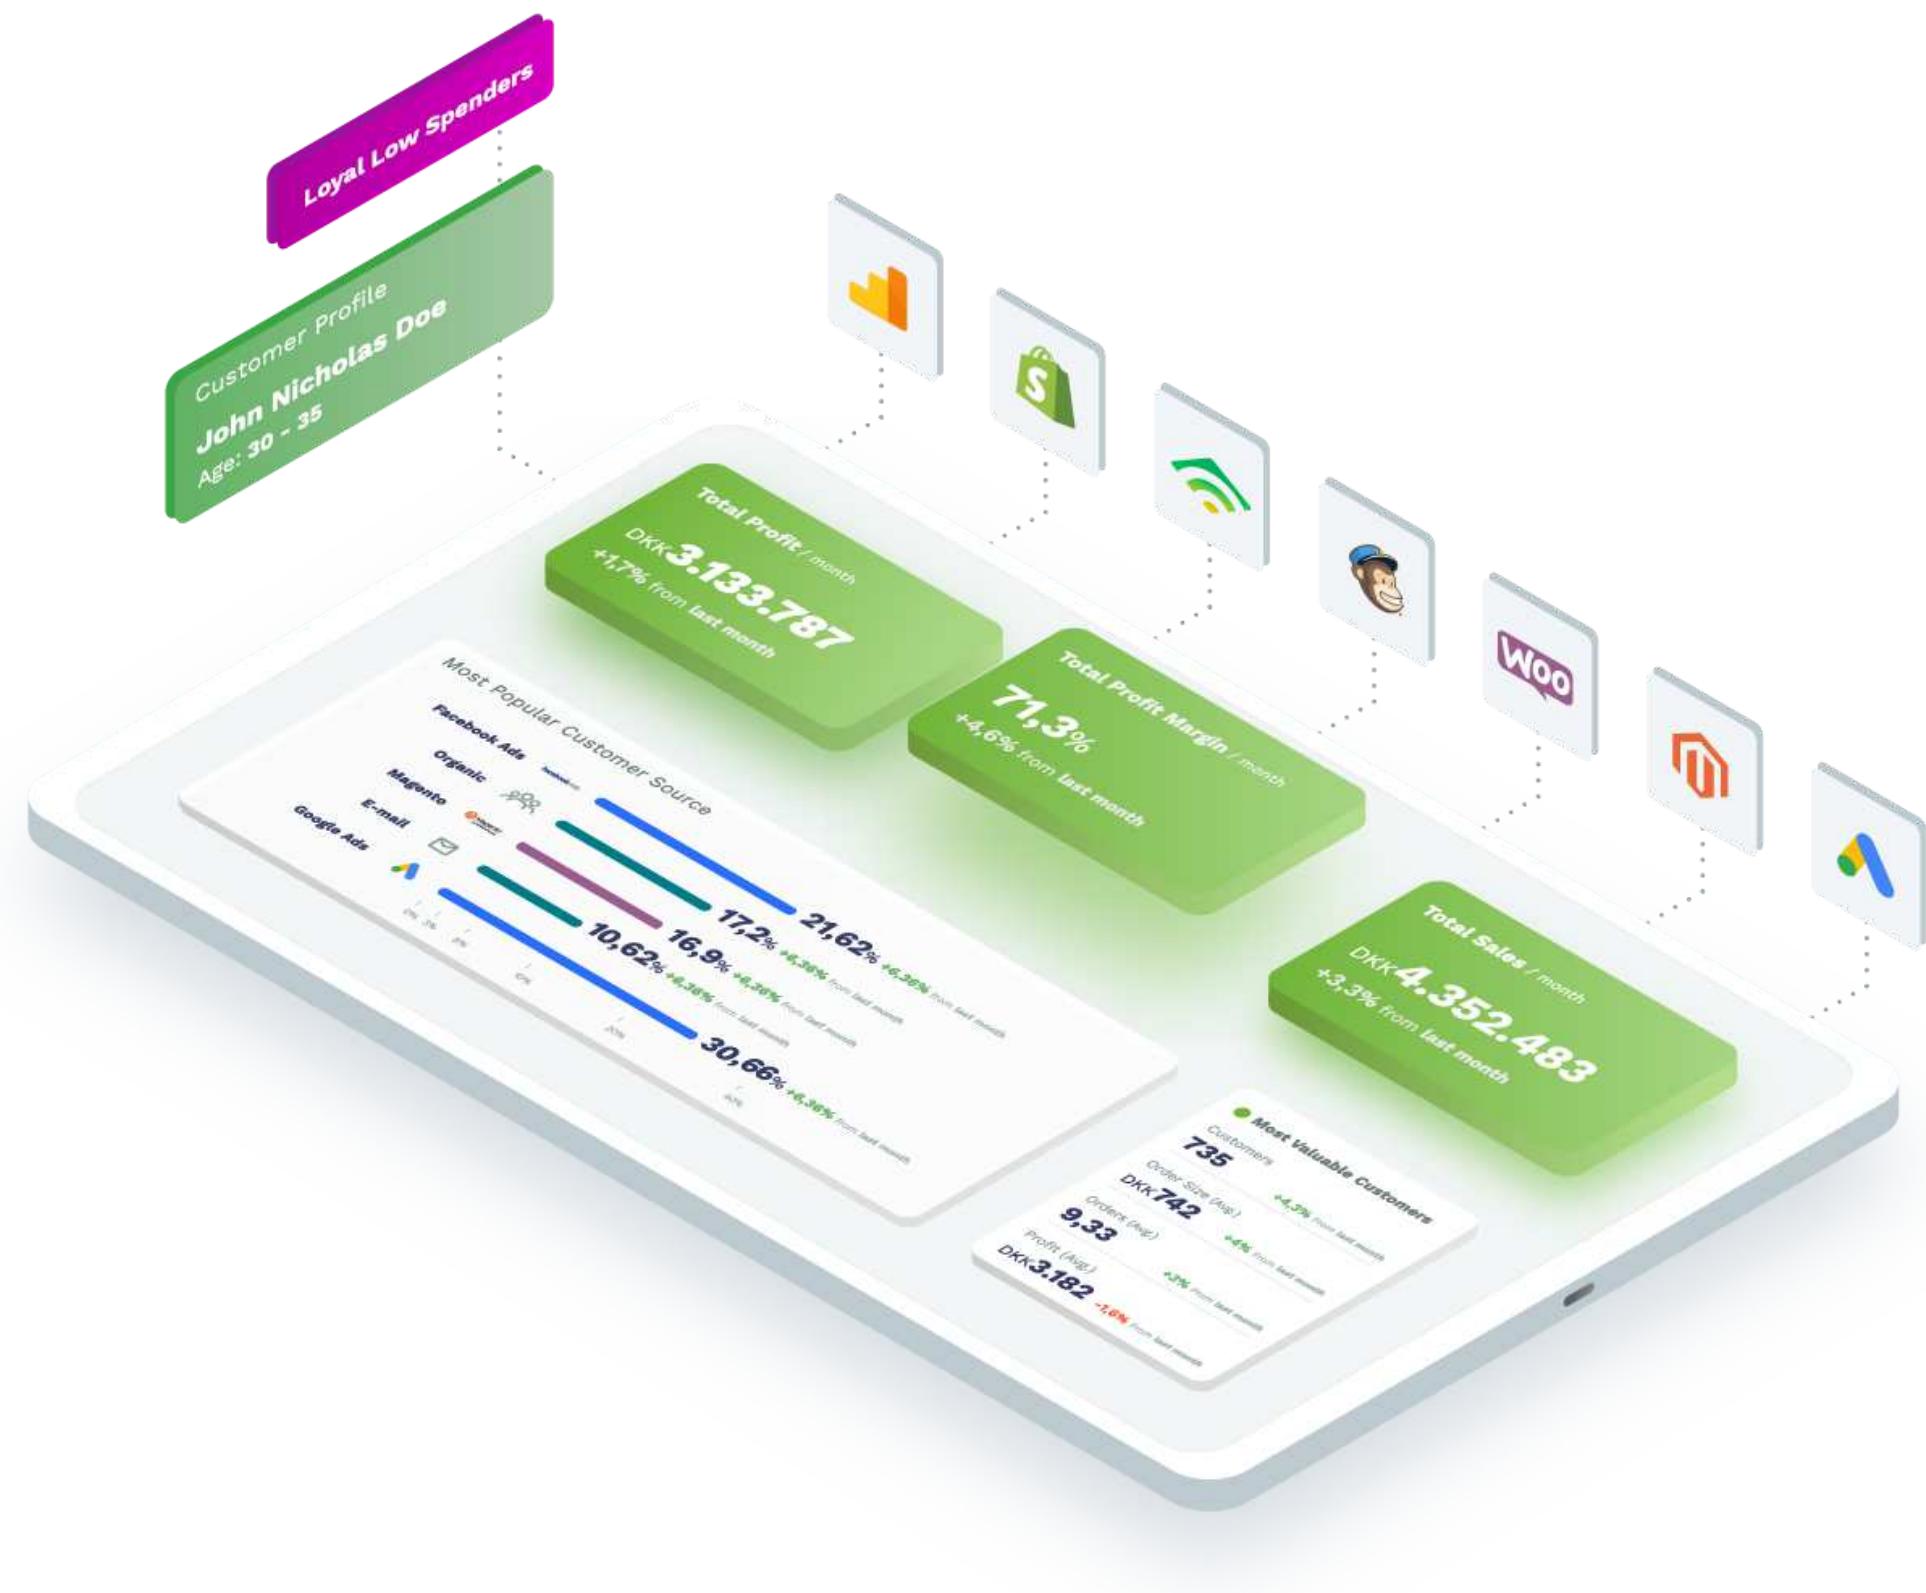 Loyal Low Spenders
Customer Profile
John Nicholas Doe
Age: 30 - 35
Total Profit / month
DKK3.133.787
+1,7% from last month
Total Profit Margin / month
71,3%
+4,6% from last month
WOO
Total Sales / month
DKK4.352.483
+3,3% from last month
Most Popular Customer Source
Facebook Ads
21,62% +6,36% from last month
Organic
17,2% +6,36% from last month
Magento
16,9% +6,36% from last month
E-mail
10,62% +6,36% from last month
Google Ads
30,66% +6,36% from last month
0%
10%
20%
40%
Most Valuable Customers
Customers
735
+4,3% from last month
Order Size (Avg.)
DKK742
+4% from last month
Orders (Avg.)
9,33
+3% from last month
Profit (Avg.)
DKK3.182
-1,6% from last month